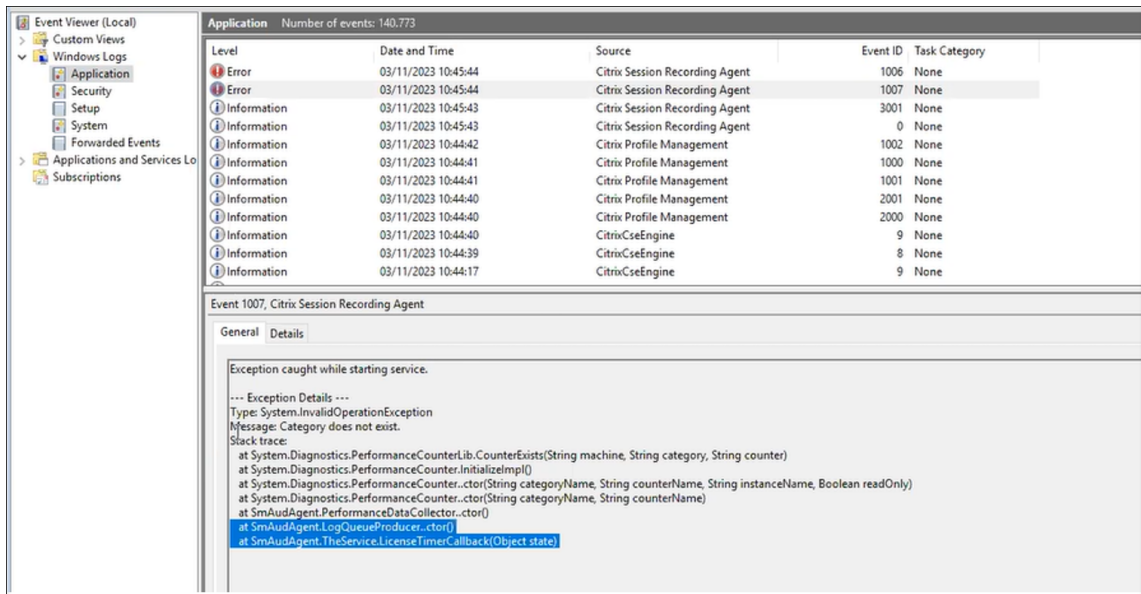 Event Viewer (Local)
Custom Views
Windows Logs
Application
Security
Setup
System
Forwarded Events
Applications and Services Lo
Subscriptions
Application Number of events: 140.773
Level Date and Time Source Event ID Task Category
Error 03/11/2023 10:45:44 Citrix Session Recording Agent 1006 None
Error 03/11/2023 10:45:44 Citrix Session Recording Agent 1007 None
Information 03/11/2023 10:45:43 Citrix Session Recording Agent 3001 None
Information 03/11/2023 10:45:43 Citrix Session Recording Agent 0 None
Information 03/11/2023 10:44:42 Citrix Profile Management 1002 None
Information 03/11/2023 10:44:41 Citrix Profile Management 1000 None
Information 03/11/2023 10:44:41 Citrix Profile Management 1001 None
Information 03/11/2023 10:44:40 Citrix Profile Management 2001 None
Information 03/11/2023 10:44:40 Citrix Profile Management 2000 None
Information 03/11/2023 10:44:40 CitrixCseEngine 9 None
Information 03/11/2023 10:44:39 CitrixCseEngine 8 None
Information 03/11/2023 10:44:17 CitrixCseEngine 9 None
Event 1007, Citrix Session Recording Agent
General Details
Exception caught while starting service.
--- Exception Details ---
Type: System.InvalidOperationException
Message: Category does not exist.
Stack trace:
at System.Diagnostics.PerformanceCounterLib.CounterExists(String machine, String category, String counter)
at System.Diagnostics.PerformanceCounter.InitializeImpl()
at System.Diagnostics.PerformanceCounter..ctor(String categoryName, String counterName, String instanceName, Boolean readOnly)
at System.Diagnostics.PerformanceCounter..ctor(String categoryName, String counterName)
at SmAudAgent.PerformanceDataCollector..ctor()
at SmAudAgent.LogQueueProducer..ctor()
at SmAudAgent.TheService.LicenseTimerCallback(Object state)